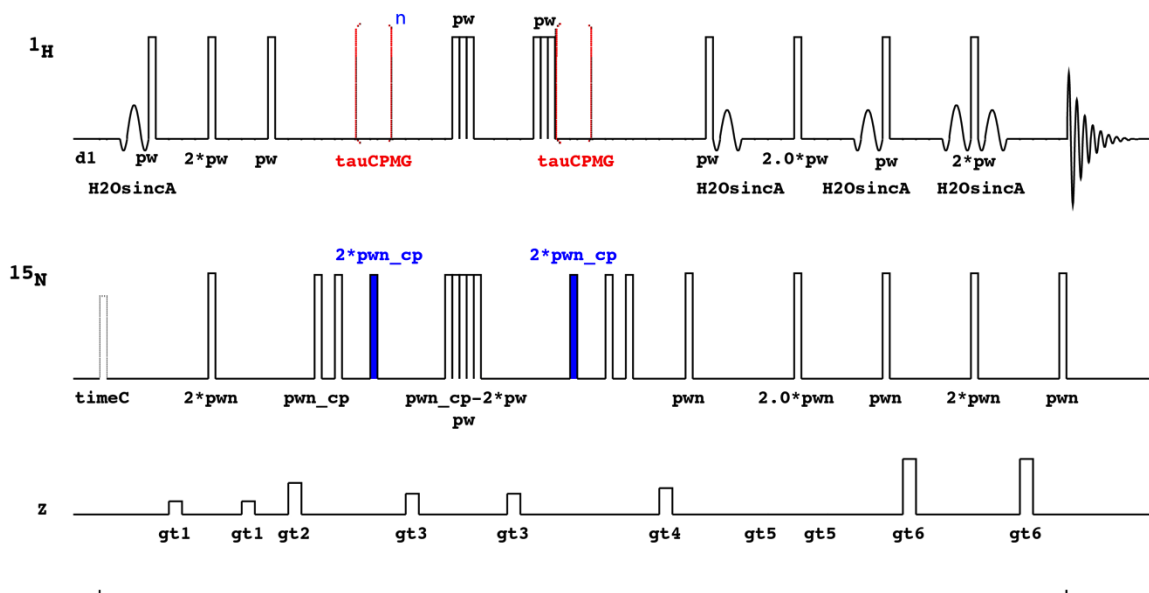 n pw pw
1H
d1 pw 2*pw pw tauCPMG tauCPMG pw 2.0*pw pw 2*pw
H2OsincA H2OsincA H2OsincA H2OsincA
2*pwn_cp 2*pwn_cp
15N
timeC 2*pwn pwn_cp pwn_cp-2*pw pwn 2.0*pwn pwn 2*pwn pwn
pw
z
gt1 gt1 gt2 gt3 gt3 gt4 gt5 gt5 gt6 gt6